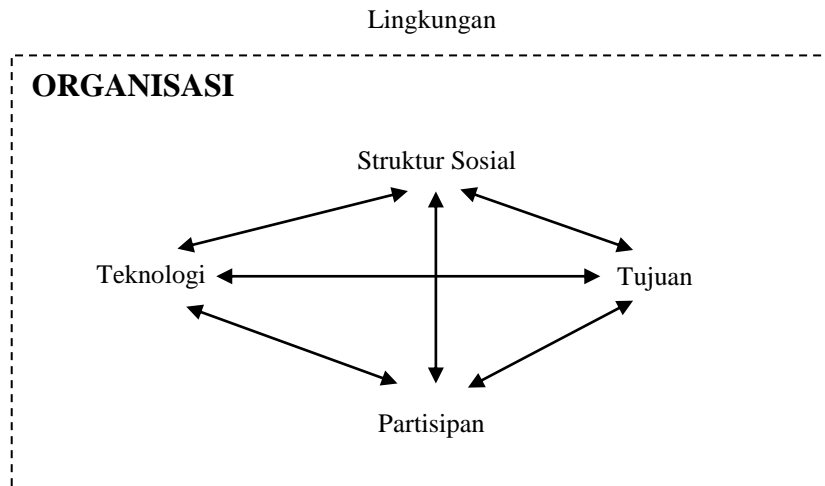 Lingkungan
ORGANISASI
Struktur Sosial
Teknologi
Tujuan
Partisipan